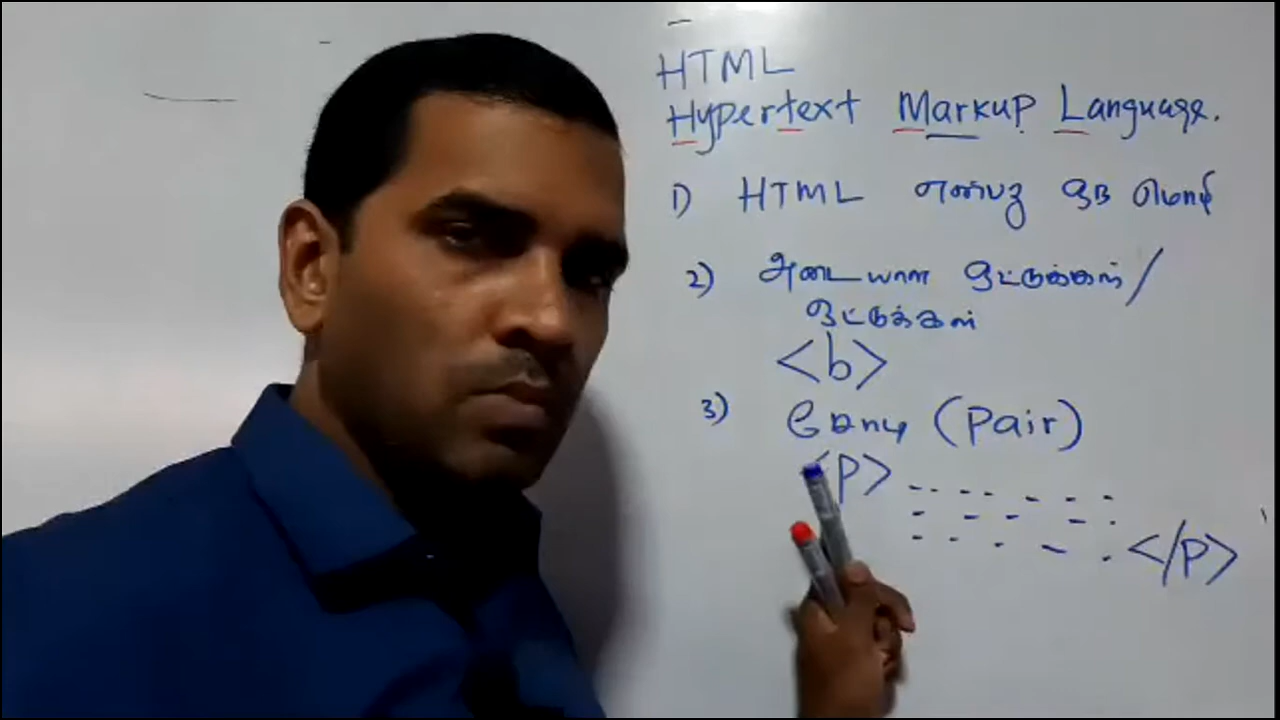 HTML
Hypertext Markup Language.
1) HTML என்பது ஒரு மொழி
2) அடையாள ஒட்டுக்கள்/
ஒட்டுக்கள்
<b>
3) சோடி (Pair)
<p>
</p>